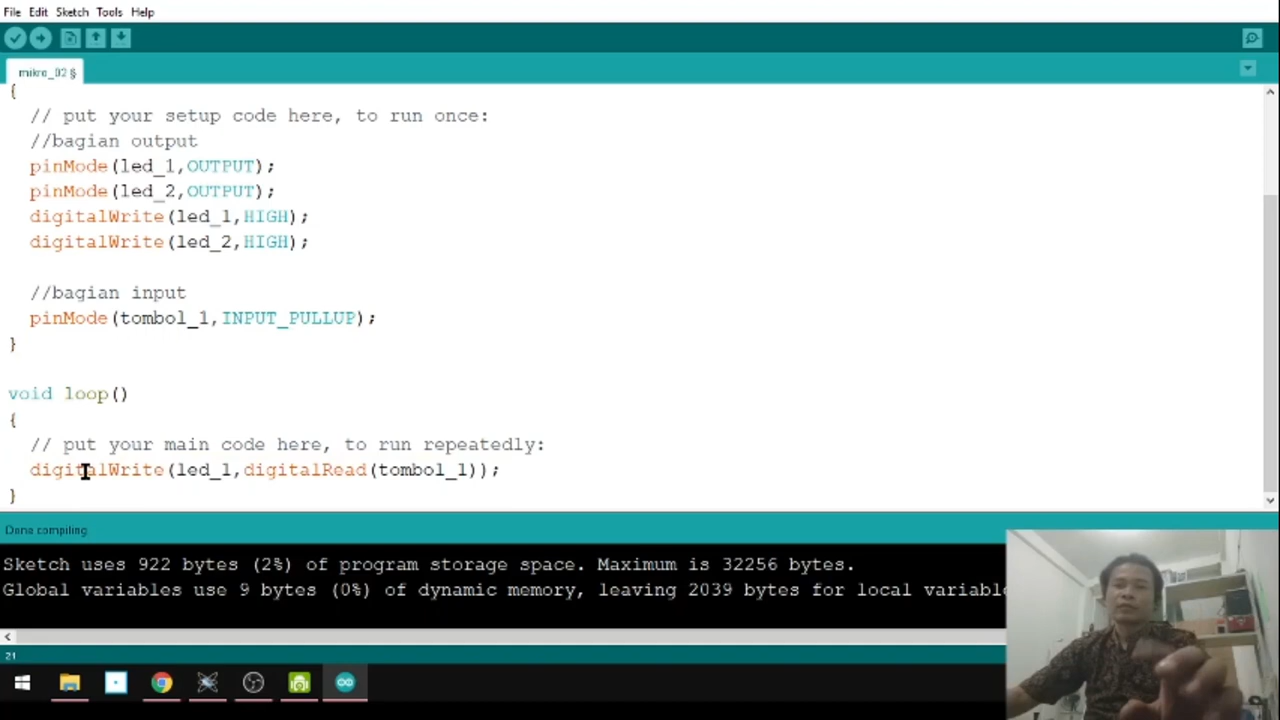 File Edit Sketch Tools Help
mikro_02 §
{
// put your setup code here, to run once:
//bagian output
pinMode(led_1,OUTPUT);
pinMode(led_2,OUTPUT);
digitalWrite(led_1,HIGH);
digitalWrite(led_2,HIGH);
//bagian input
pinMode(tombol_1,INPUT_PULLUP);
}
void loop()
{
// put your main code here, to run repeatedly:
digitalWrite(led_1,digitalRead(tombol_1));
}
Done compiling
Sketch uses 922 bytes (2%) of program storage space. Maximum is 32256 bytes.
Global variables use 9 bytes (0%) of dynamic memory, leaving 2039 bytes for local variabl
21